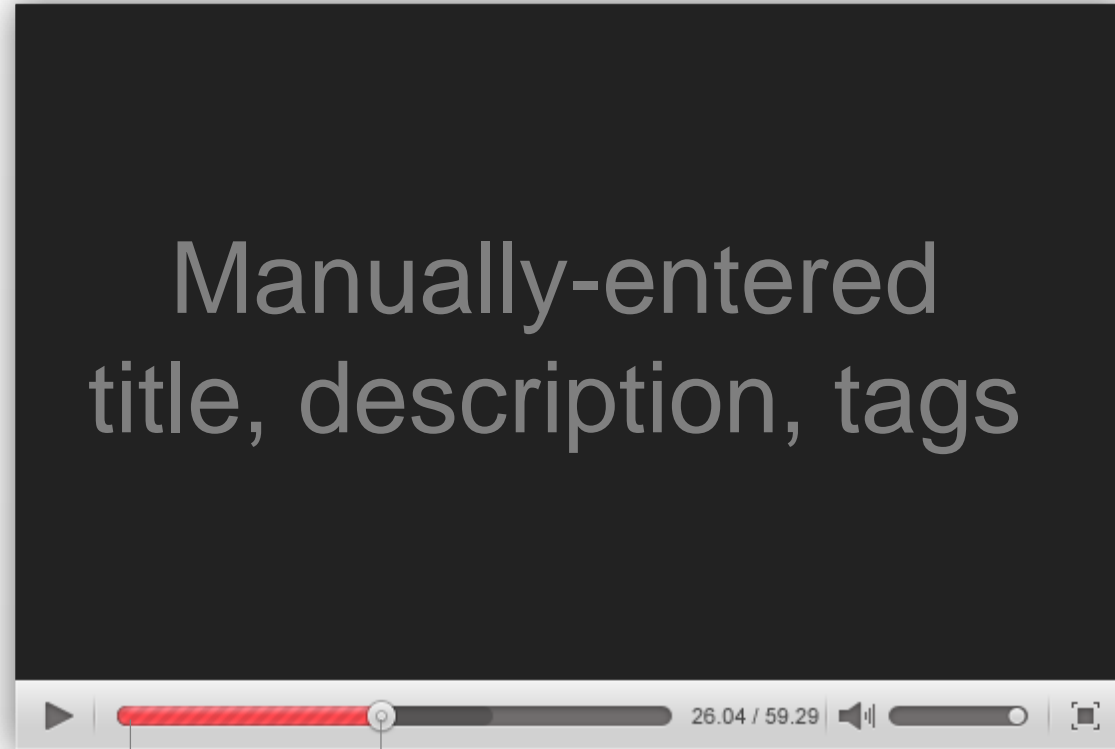 Manually-entered
title, description, tags
26.04 / 59.29